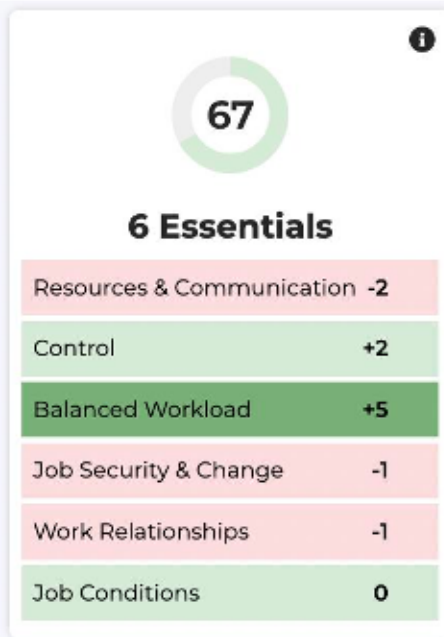 67
6 Essentials
Resources & Communication -2
Control +2
Balanced Workload +5
Job Security & Change -1
Work Relationships -1
Job Conditions 0